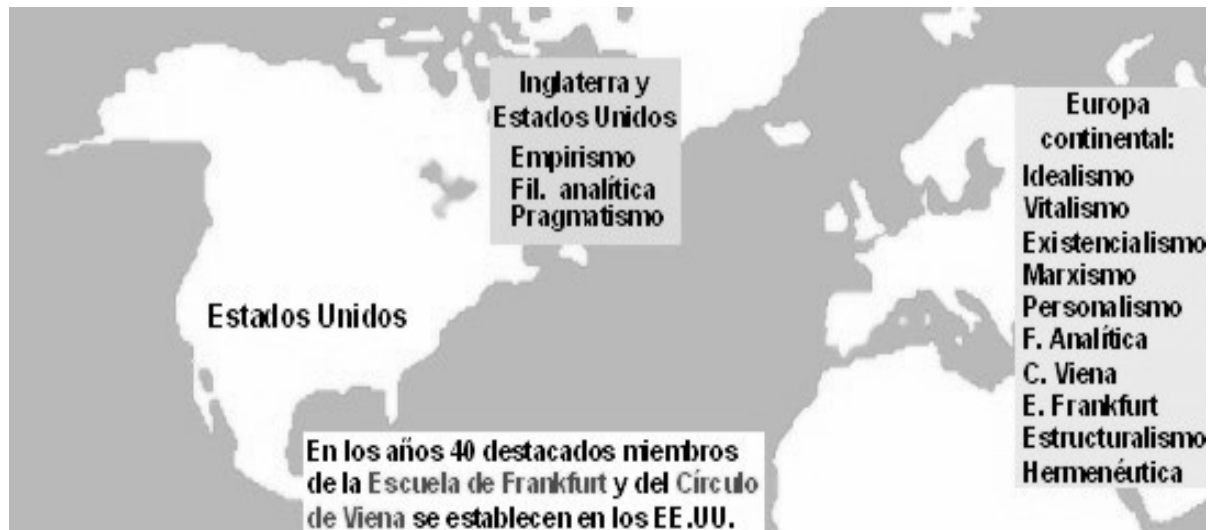 Inglaterra y
Estados Unidos
Empirismo
Fil. analítica
Pragmatismo
Estados Unidos
En los años 40 destacados miembros
de la Escuela de Frankfurt y del Círculo
de Viena se establecen en los EE.UU.
Europa
continental:
Idealismo
Vitalismo
Existencialismo
Marxismo
Personalismo
F. Analítica
C. Viena
E. Frankfurt
Estructuralismo
Hermenéutica